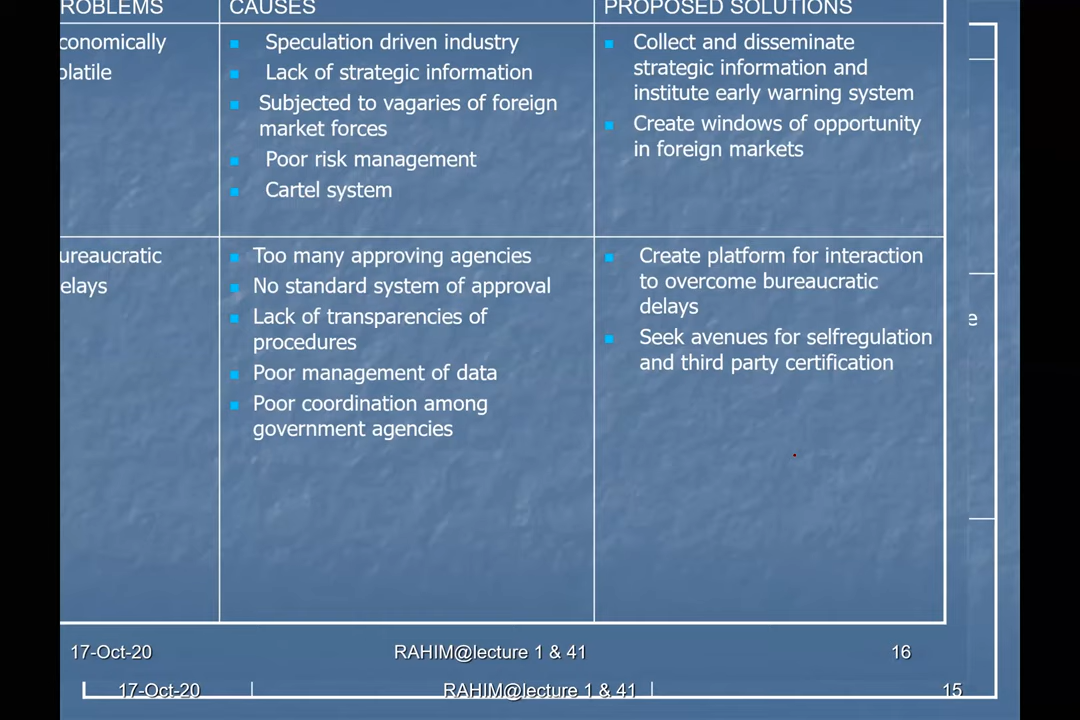 ROBLEMS CAUSES PROPOSED SOLUTIONS
conomically
olatile
Speculation driven industry
Lack of strategic information
Subjected to vagaries of foreign
market forces
Poor risk management
Cartel system
Collect and disseminate
strategic information and
institute early warning system
Create windows of opportunity
in foreign markets
ureaucratic
elays
Too many approving agencies
No standard system of approval
Lack of transparencies of
procedures
Poor management of data
Poor coordination among
government agencies
Create platform for interaction
to overcome bureaucratic
delays
Seek avenues for selfregulation
and third party certification
e
17-Oct-20 RAHIM@lecture 1 & 41 16
17-Oct-20 RAHIM@lecture 1 & 41 15